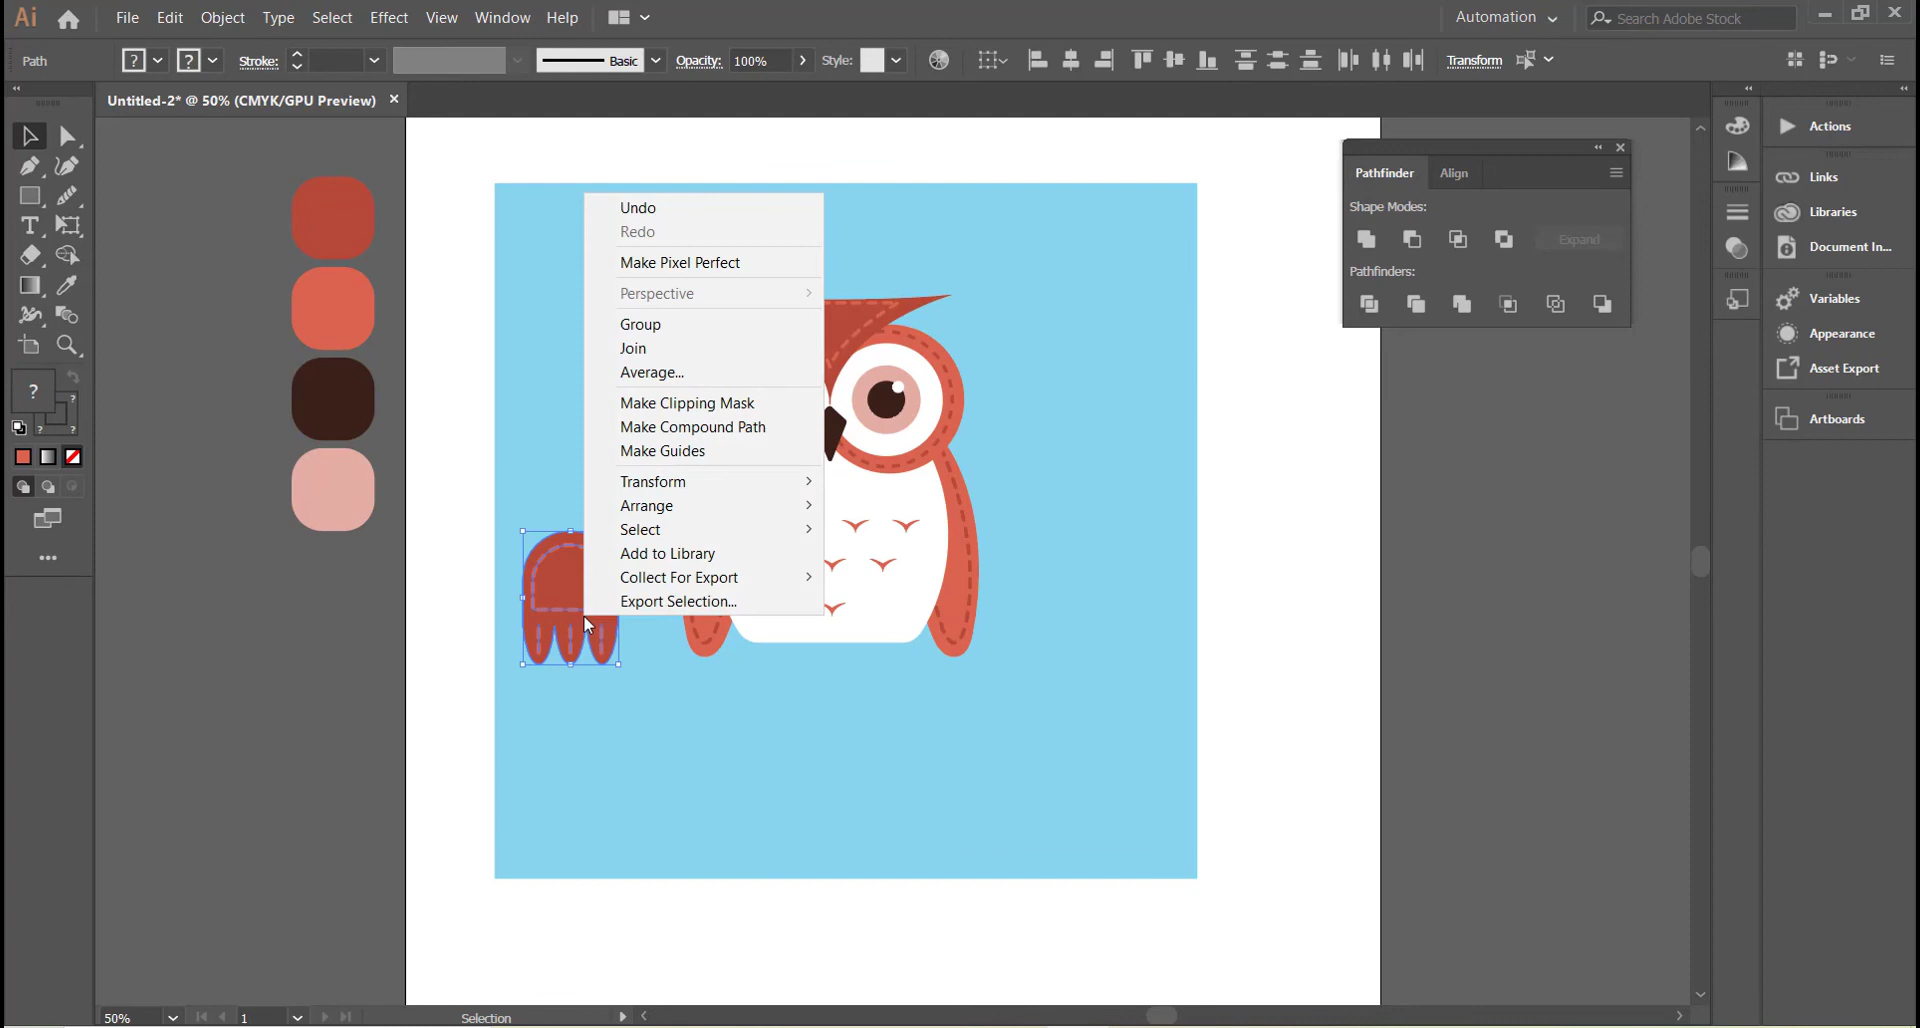 Ai File Edit Object Type Select Effect View Window Help Automation Search Adobe Stock
Path ? ? Stroke: Basic Opacity: 100% Style: Transform
Untitled-2* @ 50% (CMYK/GPU Preview)
Actions
Links
Libraries
Document In...
Variables
Appearance
Asset Export
Artboards
Pathfinder Align
Shape Modes:
Expand
Pathfinders:
Undo
Redo
Make Pixel Perfect
Perspective
Group
Join
Average...
Make Clipping Mask
Make Compound Path
Make Guides
Transform
Arrange
Select
Add to Library
Collect For Export
Export Selection...
T
?
?
? ?
50% 1 Selection